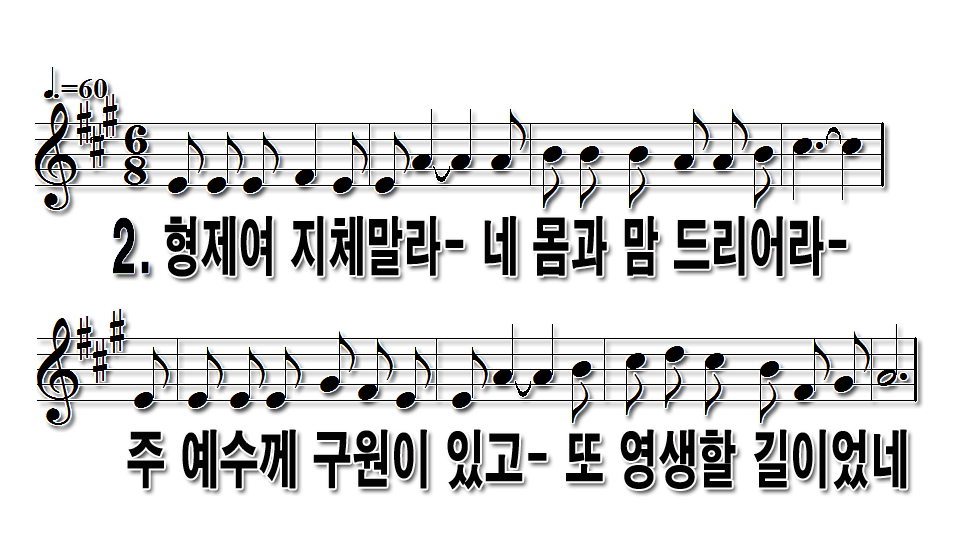 ♩.=60
6
8
2. 형제여 지체말라- 네 몸과 맘 드리어라-
주 예수께 구원이 있고- 또 영생할 길이었네